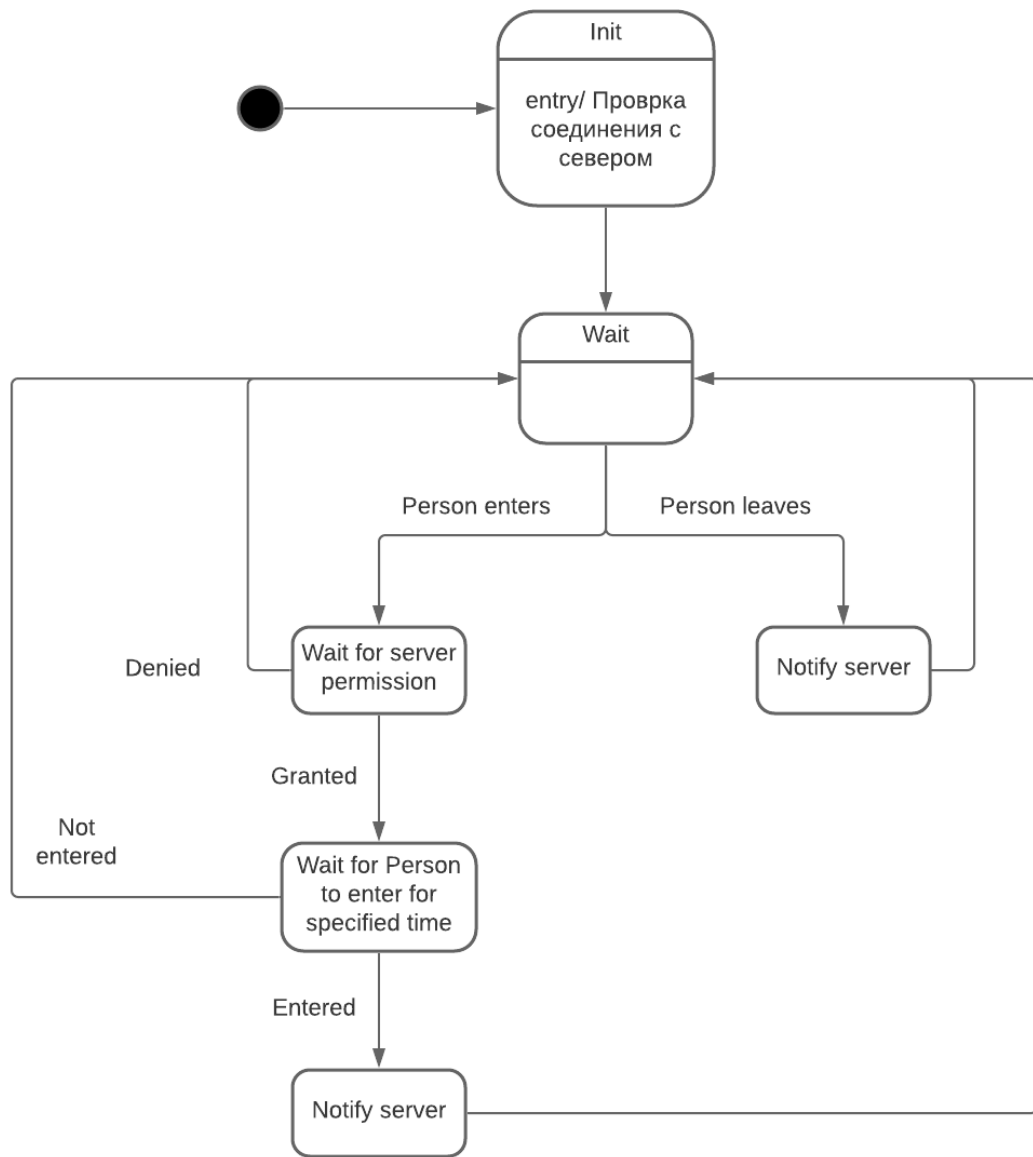 Init
entry/ Проврка
соединения с
севером
Wait
Person enters
Person leaves
Wait for server
permission
Notify server
Denied
Granted
Not
entered
Wait for Person
to enter for
specified time
Entered
Notify server